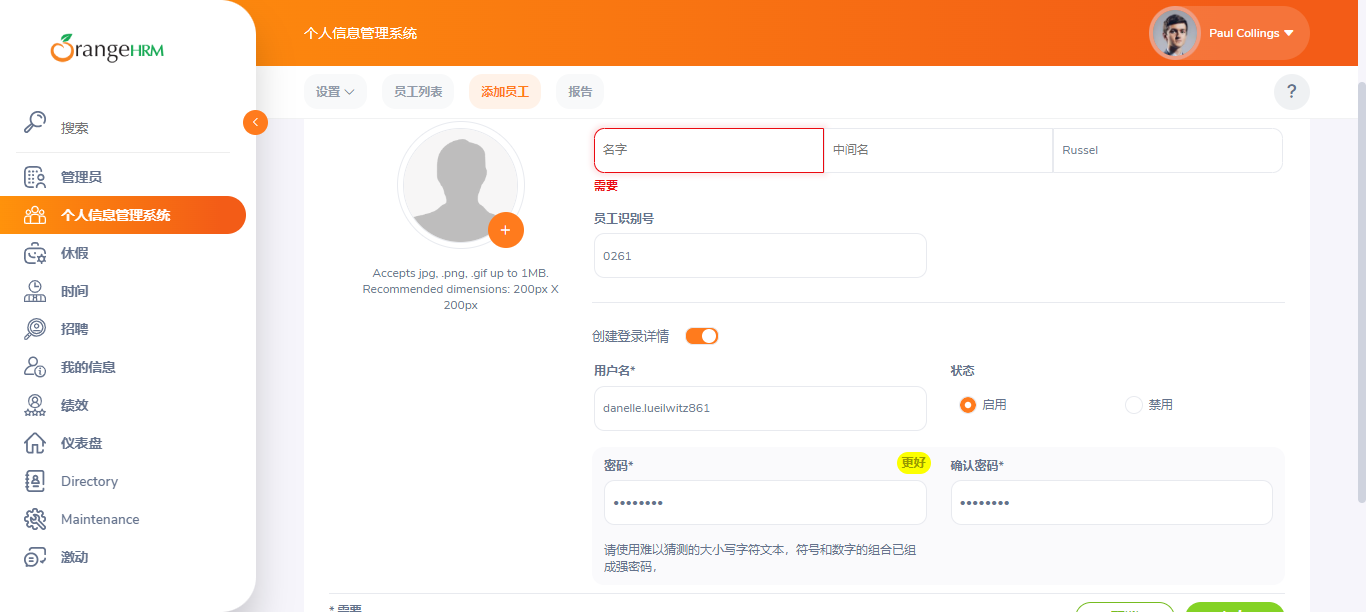 OrangeHRM
个人信息管理系统
Paul Collings
设置
员工列表
添加员工
报告
?
搜索
管理员
个人信息管理系统
休假
时间
招聘
我的信息
绩效
仪表盘
Directory
Maintenance
激动
Accepts jpg, .png, .gif up to 1MB.
Recommended dimensions: 200px X
200px
名字
中间名
Russel
需要
员工识别号
0261
创建登录详情
用户名*
danelle.lueilwitz861
状态
启用
禁用
密码*
更好
确认密码*
••••••••
••••••••
请使用难以猜测的大小写字符文本，符号和数字的组合已组
成强密码，
* 需要